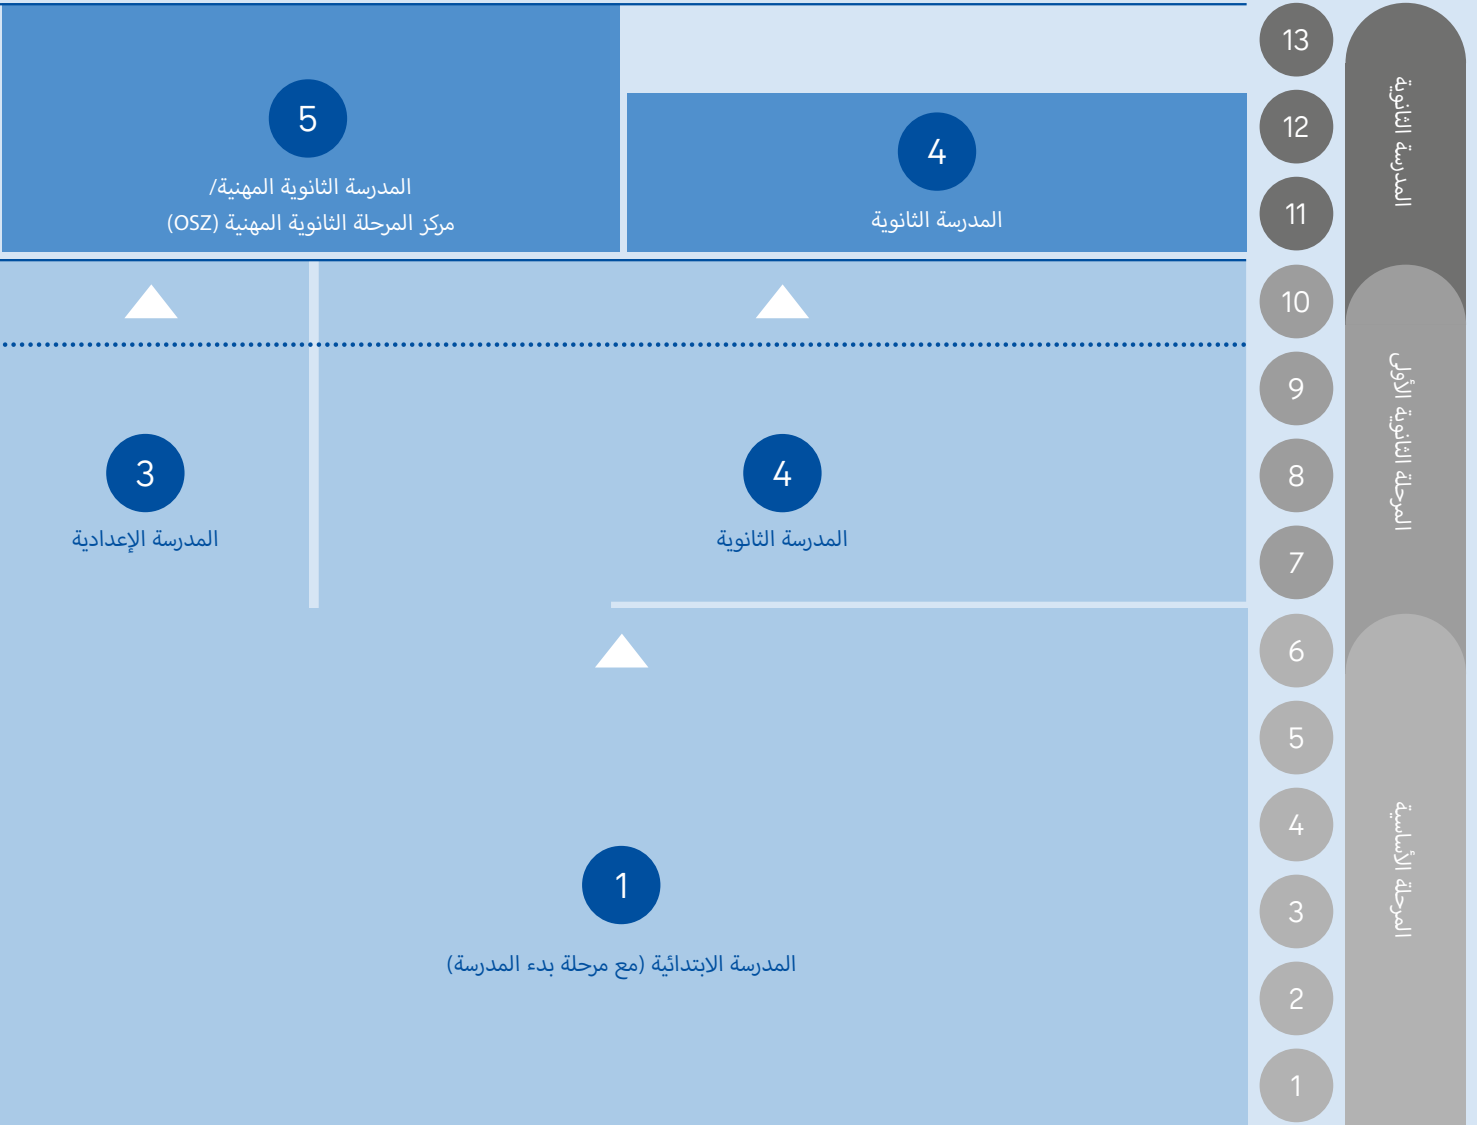 13
12
11
10
9
8
7
6
5
4
3
2
1
المدرسة الثانوية
المرحلة الثانوية الأولى
المرحلة الأساسية
4
المدرسة الثانوية
5
المدرسة الثانوية المهنية/
مركز المرحلة الثانوية المهنية (OSZ)
4
المدرسة الثانوية
3
المدرسة الإعدادية
1
المدرسة الابتدائية (مع مرحلة بدء المدرسة)